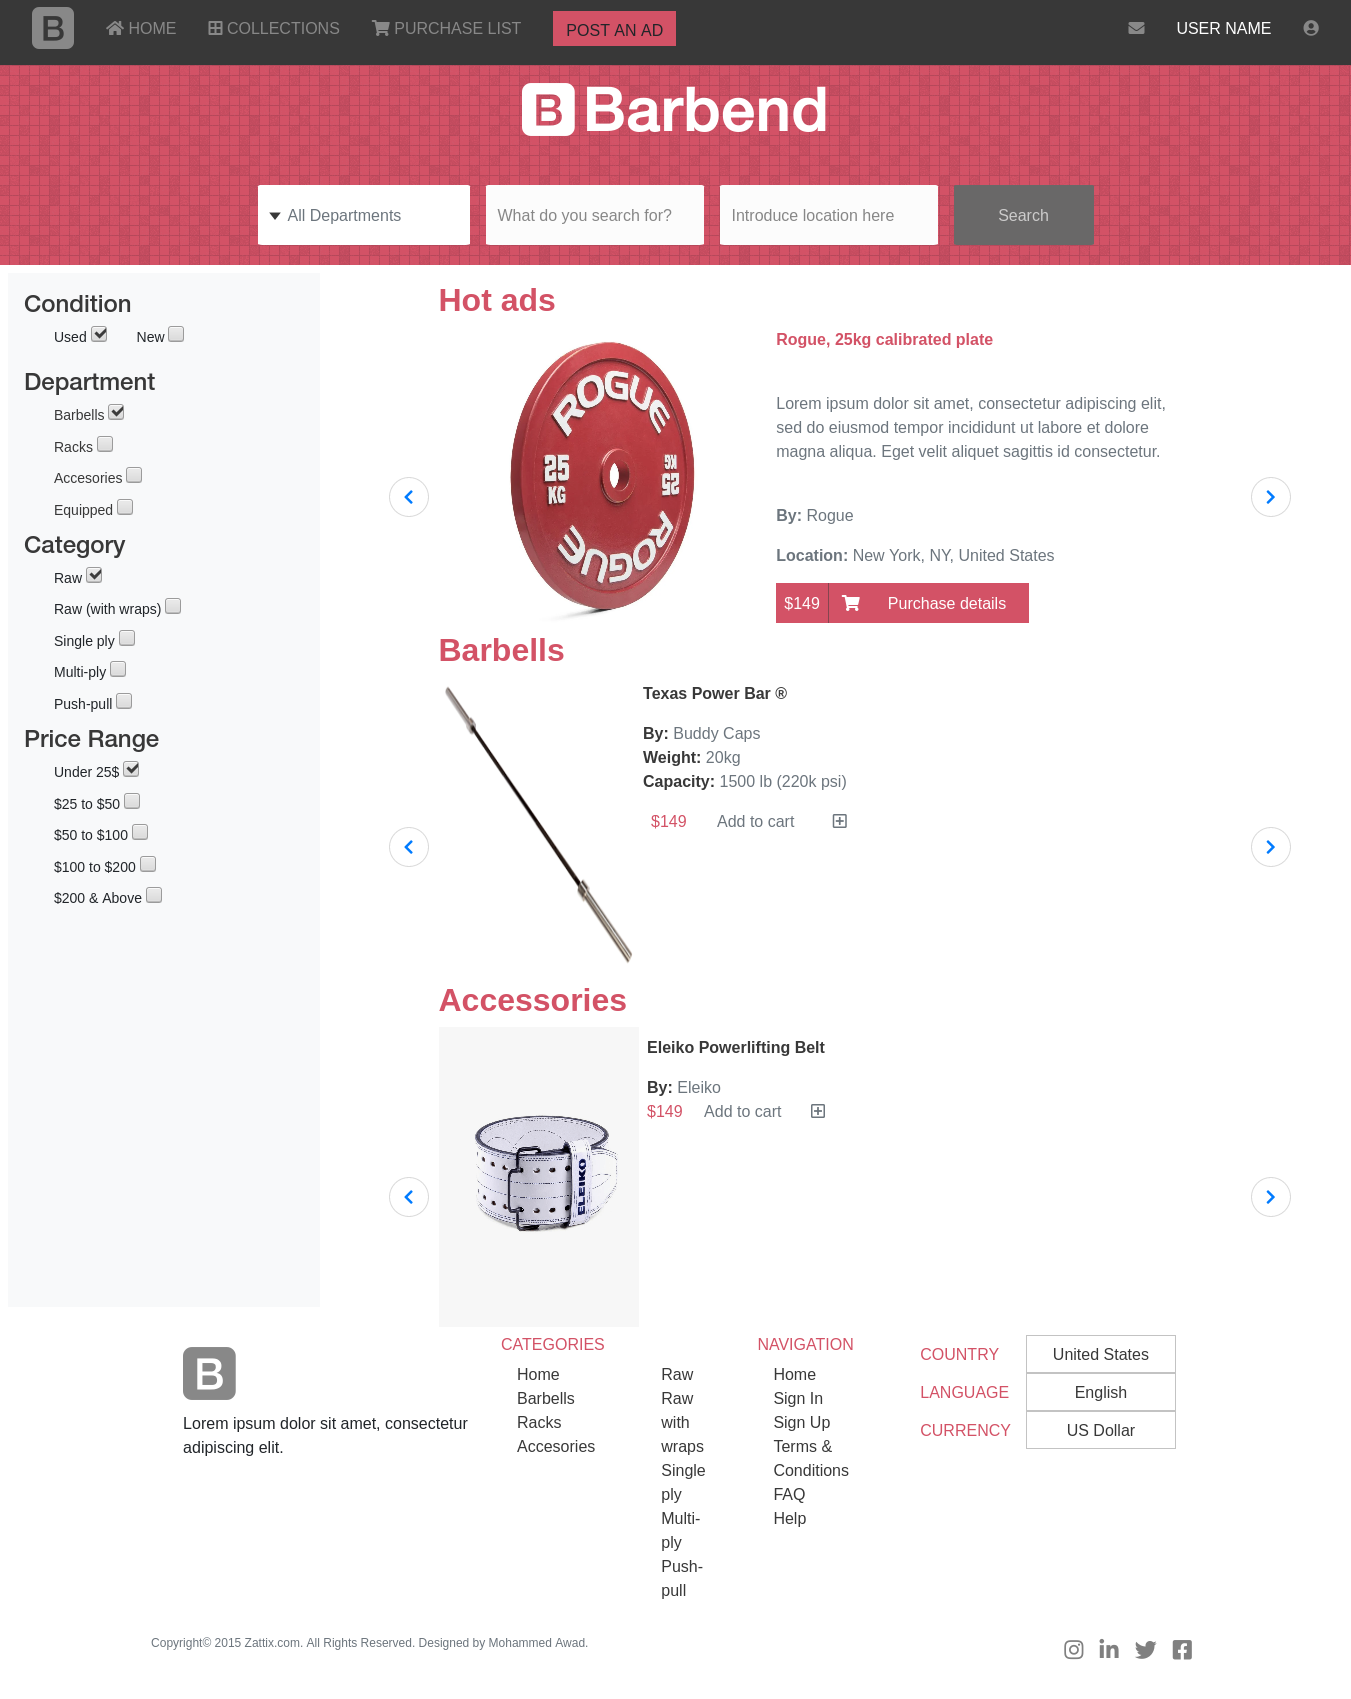 B HOME COLLECTIONS PURCHASE LIST POST AN AD USER NAME
B Barbend
All Departments What do you search for? Introduce location here Search
Condition
Used New
Department
Barbells
Racks
Accesories
Equipped
Category
Raw
Raw (with wraps)
Single ply
Multi-ply
Push-pull
Price Range
Under 25$
$25 to $50
$50 to $100
$100 to $200
$200 & Above
Hot ads
ROGUE
25 KG
25 KG
ROGUE
Rogue, 25kg calibrated plate
Lorem ipsum dolor sit amet, consectetur adipiscing elit,
sed do eiusmod tempor incididunt ut labore et dolore
magna aliqua. Eget velit aliquet sagittis id consectetur.
By: Rogue
Location: New York, NY, United States
$149 Purchase details
Barbells
Texas Power Bar ®
By: Buddy Caps
Weight: 20kg
Capacity: 1500 lb (220k psi)
$149 Add to cart
Accessories
ELEIKO
Eleiko Powerlifting Belt
By: Eleiko
$149 Add to cart
B
Lorem ipsum dolor sit amet, consectetur
adipiscing elit.
CATEGORIES
Home
Barbells
Racks
Accesories
Raw
Raw
with
wraps
Single
ply
Multi-
ply
Push-
pull
NAVIGATION
Home
Sign In
Sign Up
Terms &
Conditions
FAQ
Help
COUNTRY United States
LANGUAGE English
CURRENCY US Dollar
Copyright© 2015 Zattix.com. All Rights Reserved. Designed by Mohammed Awad.